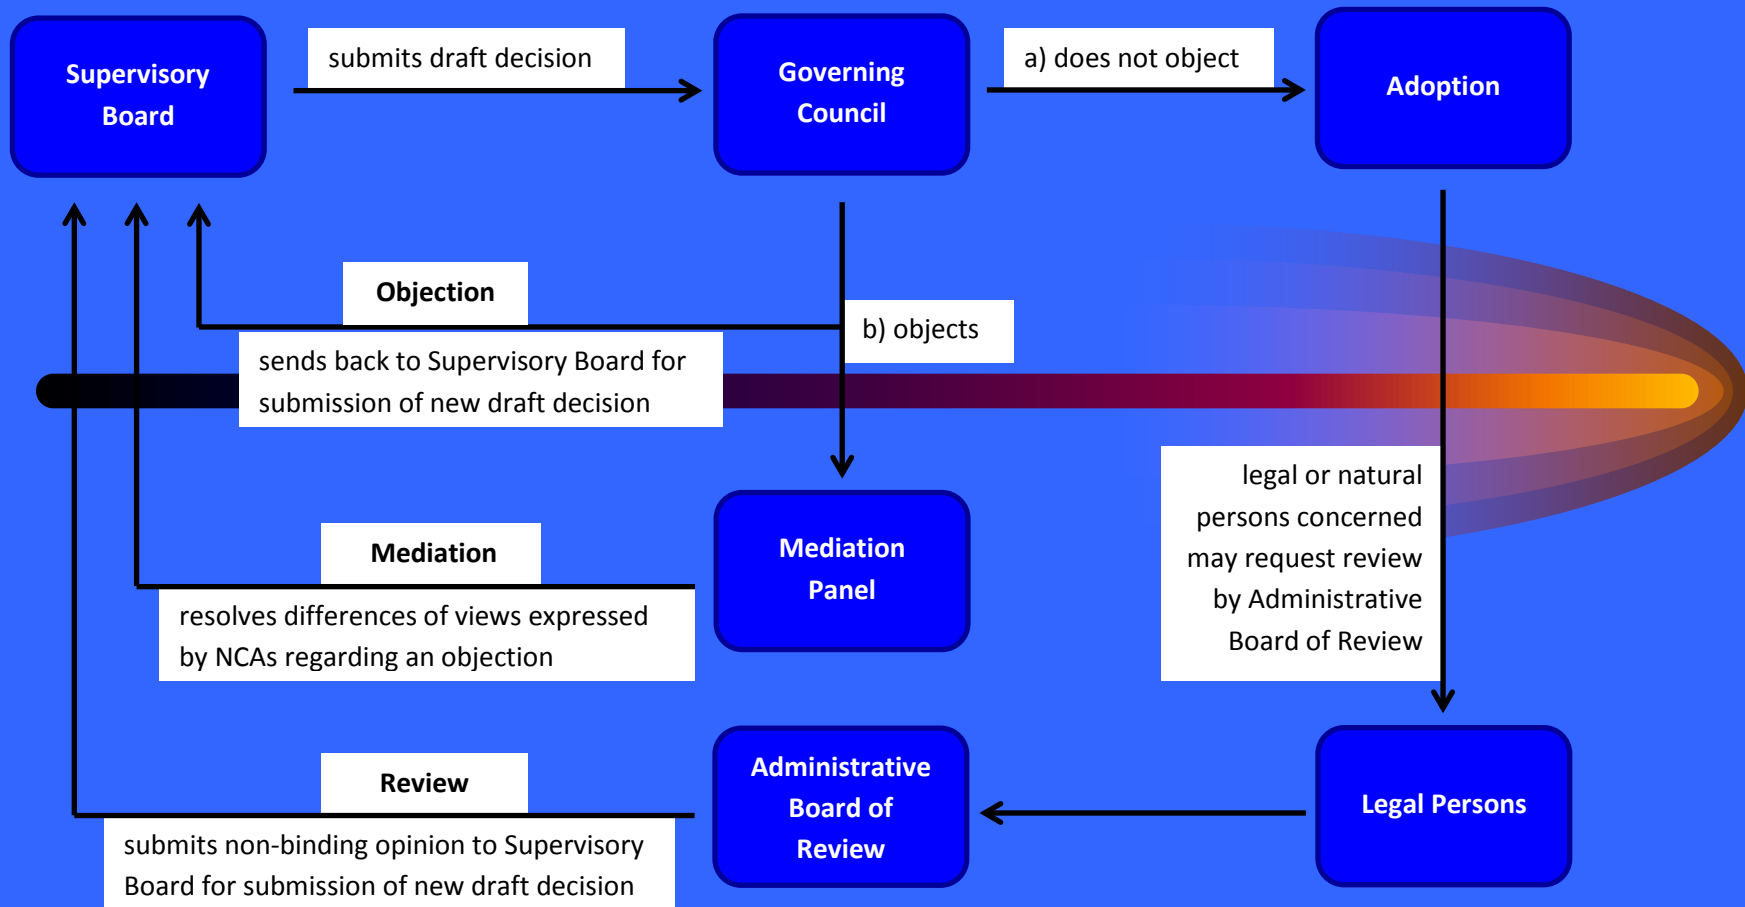 Supervisory
Board
submits draft decision
Governing
Council
a) does not object
Adoption
Objection
b) objects
sends back to Supervisory Board for
submission of new draft decision
Mediation
resolves differences of views expressed
by NCAs regarding an objection
Mediation
Panel
legal or natural
persons concerned
may request review
by Administrative
Board of Review
Review
submits non-binding opinion to Supervisory
Board for submission of new draft decision
Administrative
Board of
Review
Legal Persons